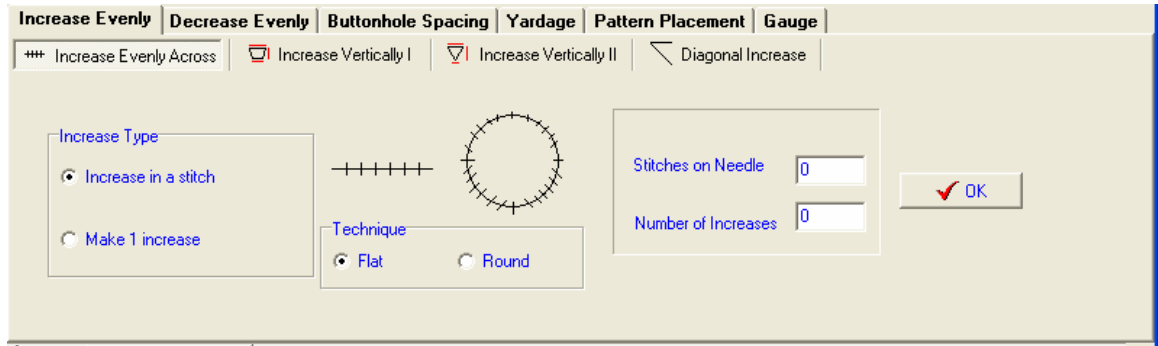 Increase Evenly Decrease Evenly Buttonhole Spacing Yardage Pattern Placement Gauge
Increase Evenly Across Increase Vertically I Increase Vertically II Diagonal Increase
Increase Type
Increase in a stitch
Make 1 increase
Technique
Flat Round
Stitches on Needle 0
Number of Increases 0
OK